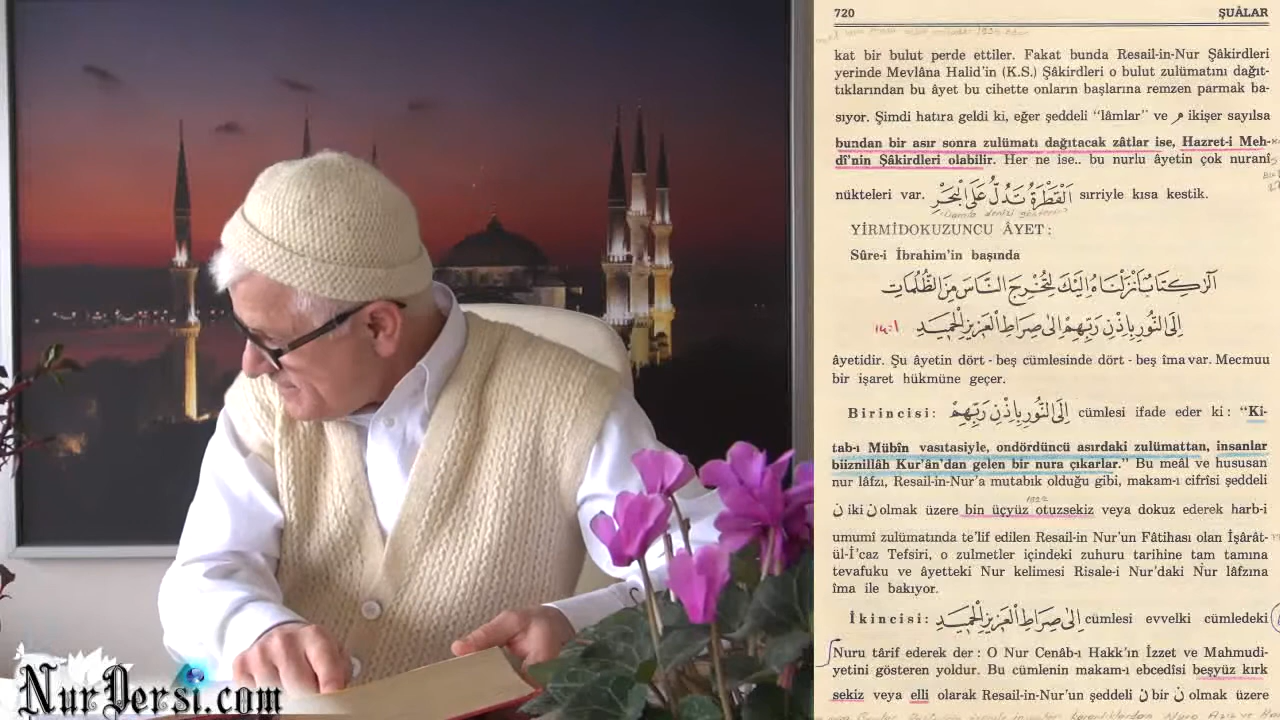 720 ŞUÂLAR
kat bir bulut perde ettiler. Fakat bunda Resail-in-Nur Şâkirdleri
yerinde Mevlâna Halid'in (K.S.) Şâkirdleri o bulut zulümatını dağıt-
tıklarından bu âyet bu cihette onların başlarına remzen parmak ba-
sıyor. Şimdi hatıra geldi ki, eğer şeddeli "lâmlar" ve م ikişer sayılsa
bundan bir asır sonra zulümatı dağıtacak zâtlar ise, Hazret-i Meh-
dî'nin Şâkirdleri olabilir. Her ne ise.. bu nurlu âyetin çok nuranî
nükteleri var. اَلْقَطْرَةُ تَدُلُّ عَلَى الْبَحْرِ sırriyle kısa kestik.
Damla denizi gösterir
YİRMİDOKUZUNCU ÂYET:
Sûre-i İbrahim'in başında
الٓرٰ كِتَابٌ اَنْزَلْنَاهُ اِلَيْكَ لِتُخْرِجَ النَّاسَ مِنَ الظُّلُمَاتِ
اِلَى النُّورِ بِاِذْنِ رَبِّهِمْ اِلٰى صِرَاطِ الْعَزِيزِ الْحَمِيدِ 14:1
âyetidir. Şu âyetin dört - beş cümlesinde dört - beş îma var. Mecmuu
bir işaret hükmüne geçer.
Birincisi: اِلَى النُّورِ بِاِذْنِ رَبِّهِمْ cümlesi ifade eder ki: "Ki-
tab-ı Mübîn vasıtasiyle, ondördüncü asırdaki zulümattan, insanlar
biiznillâh Kur'ân'dan gelen bir nura çıkarlar." Bu meâl ve hususan
nur lâfzı, Resail-in-Nur'a mutabık olduğu gibi, makam-ı cifrîsi şeddeli
ن iki ن olmak üzere bin üçyüz otuzsekiz veya dokuz ederek harb-i
umumî zulümatında te'lif edilen Resail-in Nur'un Fâtihası olan İşârât-
ül-İ'caz Tefsiri, o zulmetler içindeki zuhuru tarihine tam tamına
tevafuku ve âyetteki Nur kelimesi Risale-i Nur'daki Nur lâfzına
îma ile bakıyor.
İkincisi: اِلٰى صِرَاطِ الْعَزِيزِ الْحَمِيدِ cümlesi evvelki cümledeki
Nuru târif ederek der: O Nur Cenâb-ı Hakk'ın İzzet ve Mahmudi-
yetini gösteren yoldur. Bu cümlenin makam-ı ebcedîsi beşyüz kırk
sekiz veya elli olarak Resail-in-Nur'un şeddeli ن bir ن olmak üzere
NurDersi.com